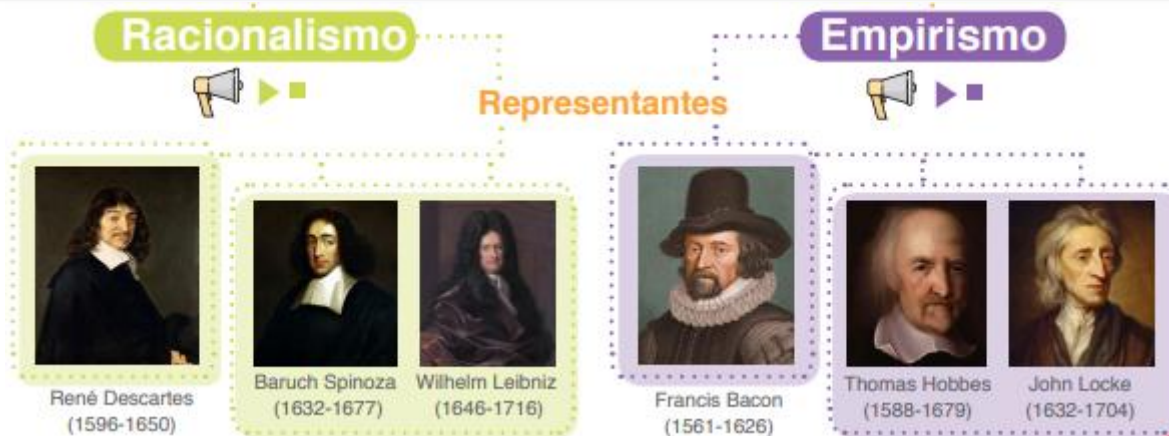 Racionalismo
Empirismo
Representantes
René Descartes
(1596-1650)
Baruch Spinoza
(1632-1677)
Wilhelm Leibniz
(1646-1716)
Francis Bacon
(1561-1626)
Thomas Hobbes
(1588-1679)
John Locke
(1632-1704)